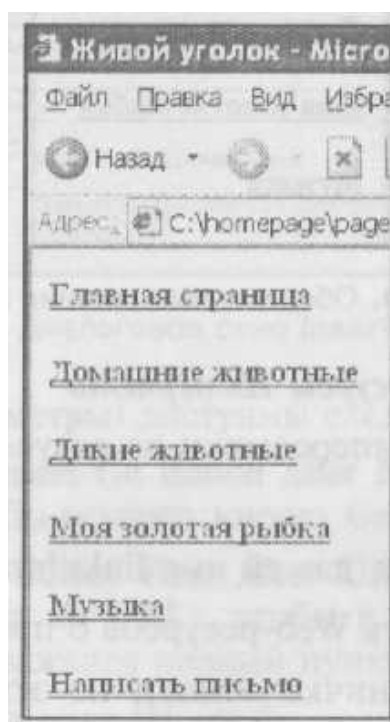 Живой уголок - Micro
Файл Правка Вид Избра
Назад
Адрес: C:\homepage\page
Главная страница
Домашние животные
Дикие животные
Моя золотая рыбка
Музыка
Написать письмо